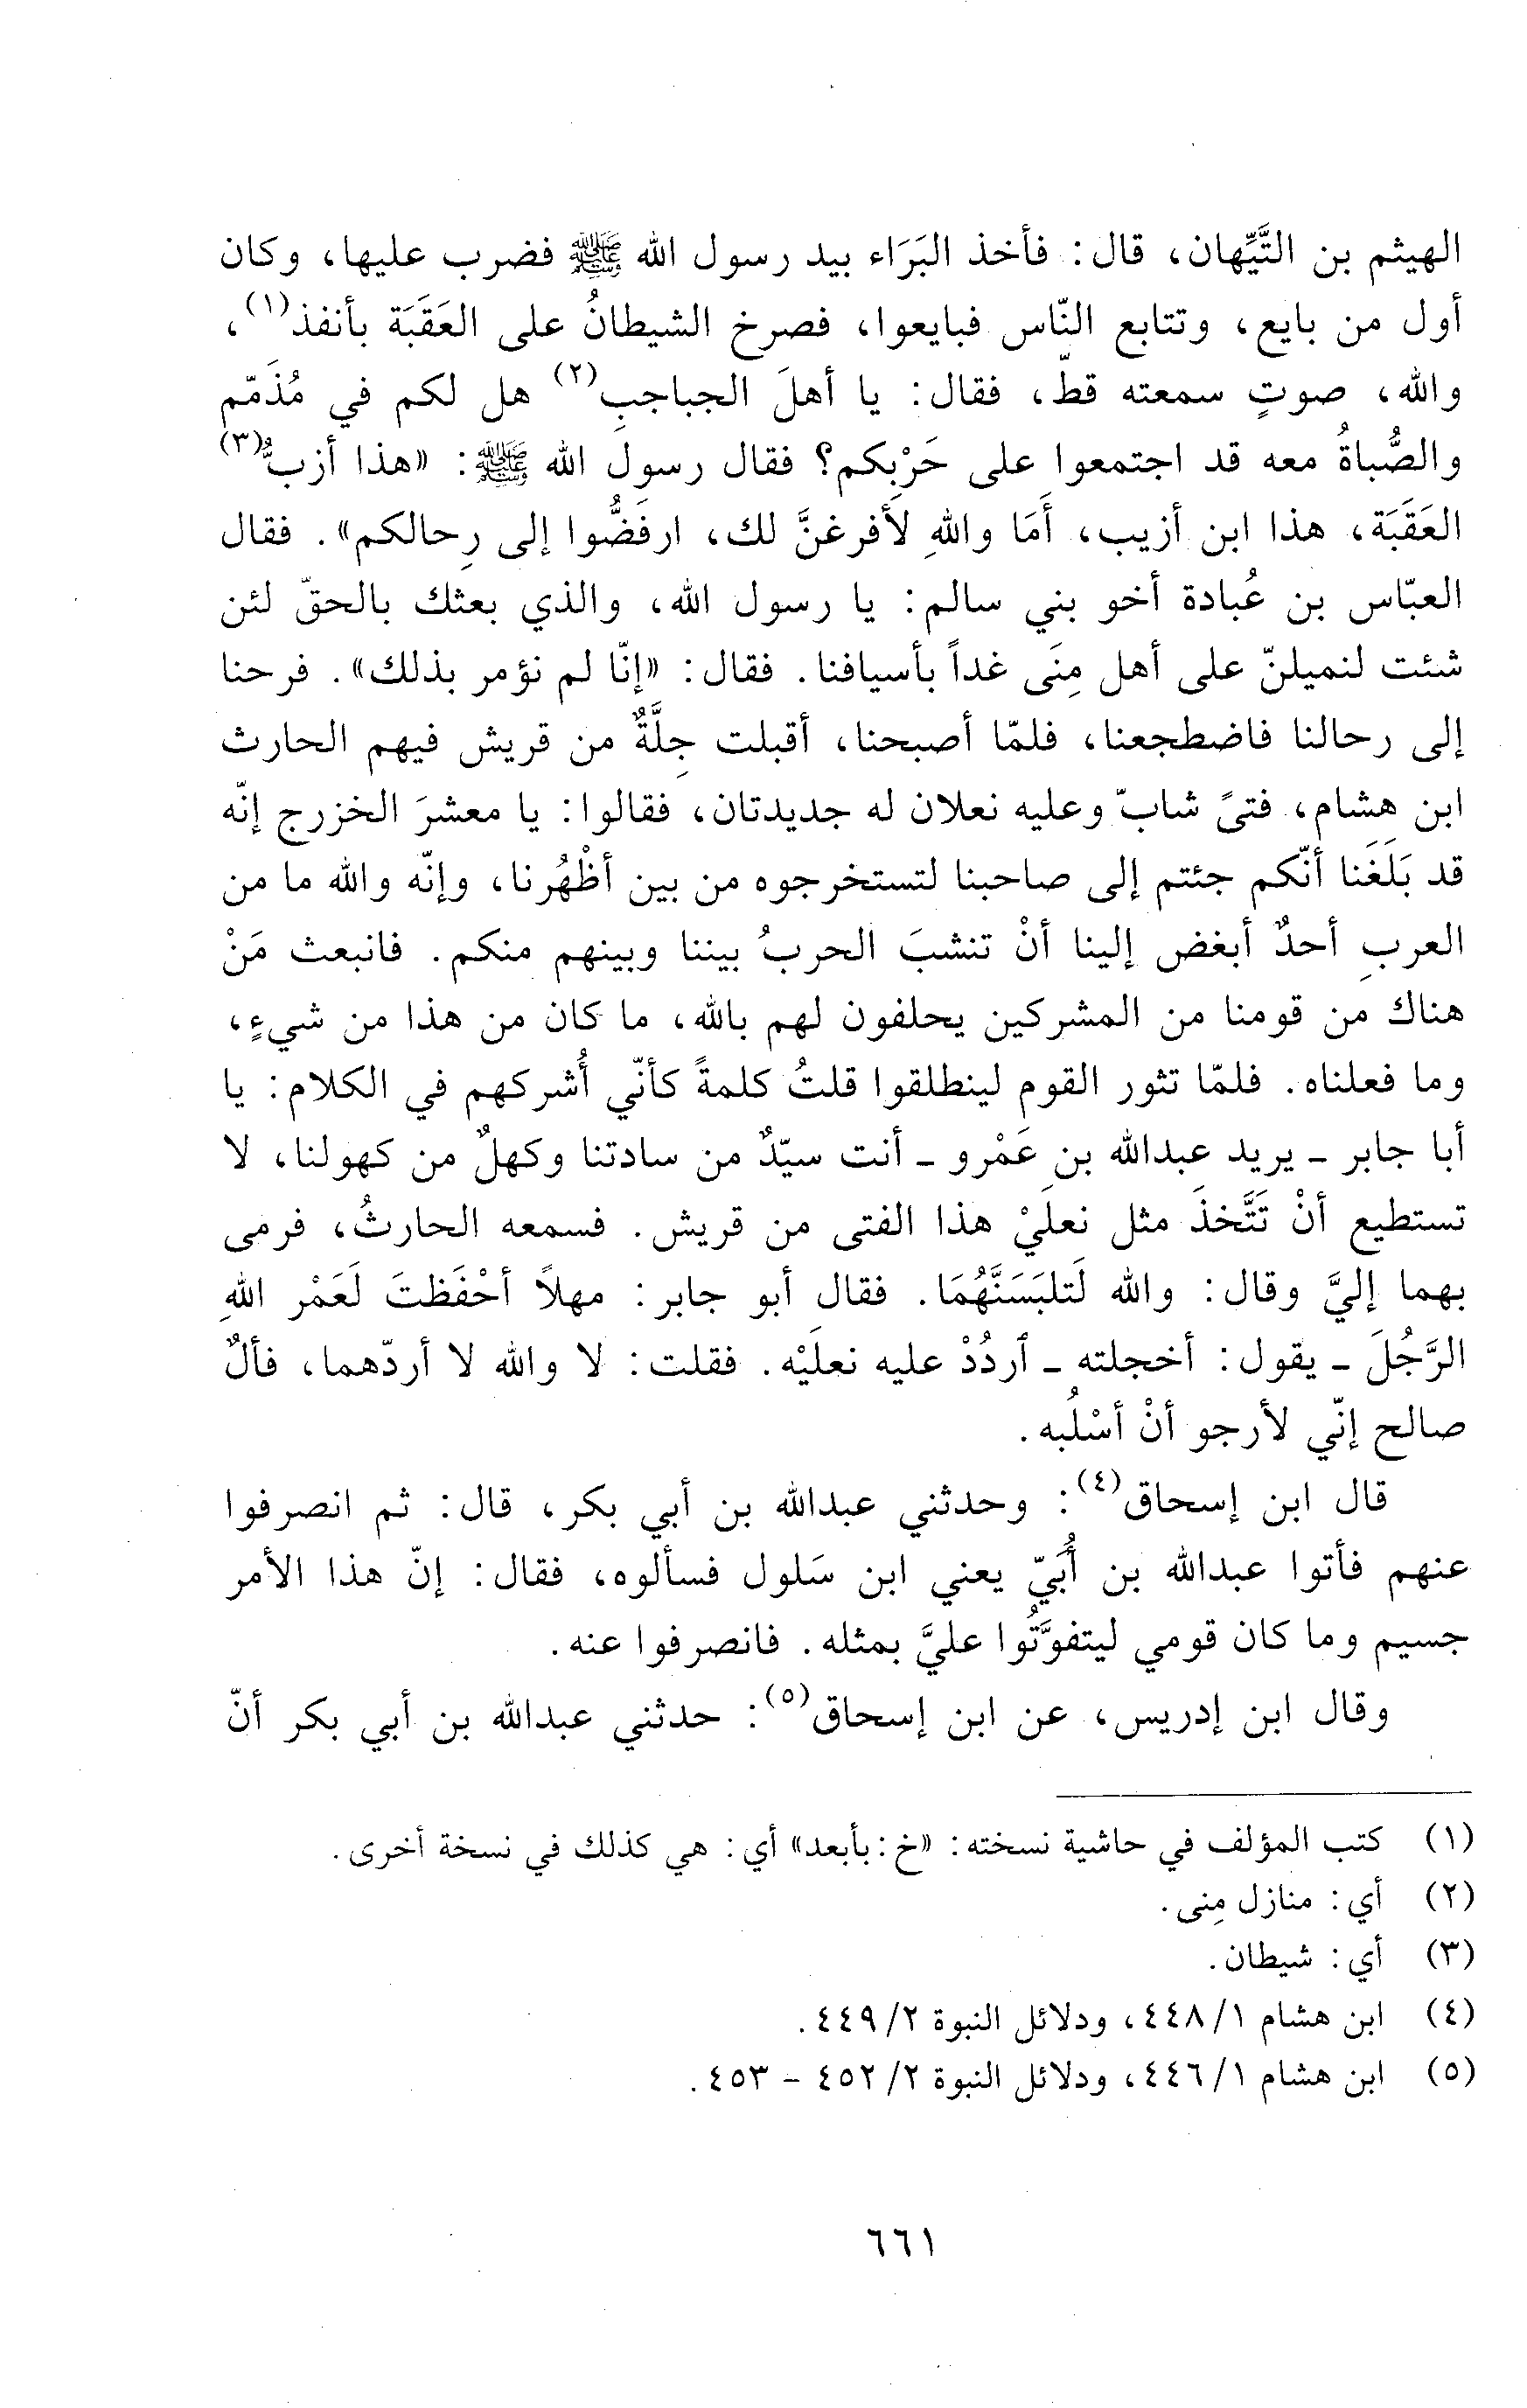 الهيثم بن التَّيِّهان، قال: فأخذ البَرَاء بيد رسول الله ﷺ فضرب عليها، وكان
أول من بايع، وتتابع النّاس فبايعوا، فصرخ الشيطانُ على العَقَبَة بأنفذ(١)،
والله، صوتٍ سمعته قطّ، فقال: يا أهلَ الجباجبِ(٢) هل لكم في مُذَمّم
والصُّباةُ معه قد اجتمعوا على حَرْبِكم؟ فقال رسول الله ﷺ: «هذا أزبُّ(٣)
العَقَبَة، هذا ابن أزيب، أَمَا واللهِ لأفرغنَّ لك، ارفَضُّوا إلى رِحالكم». فقال
العبّاس بن عُبادة أخو بني سالم: يا رسول الله، والذي بعثك بالحقّ لئن
شئت لنميلنّ على أهل مِنَى غداً بأسيافنا. فقال: «إنّا لم نؤمر بذلك». فرحنا
إلى رحالنا فاضطجعنا، فلمّا أصبحنا، أقبلت جِلَّةٌ من قريش فيهم الحارث
ابن هشام، فتىً شابّ وعليه نعلان له جديدتان، فقالوا: يا معشرَ الخزرج إنّه
قد بَلَغَنا أنّكم جئتم إلى صاحبنا لتستخرجوه من بين أظْهُرنا، وإنّه والله ما من
العربِ أحدٌ أبغض إلينا أنْ تنشبَ الحربُ بيننا وبينهم منكم. فانبعث مَنْ
هناك من قومنا من المشركين يحلفون لهم بالله، ما كان من هذا من شيءٍ،
وما فعلناه. فلمّا تثور القوم لينطلقوا قلتُ كلمةً كأنّي أُشركهم في الكلام: يا
أبا جابر ـ يريد عبدالله بن عَمْرو ـ أنت سيّدٌ من سادتنا وكهلٌ من كهولنا، لا
تستطيع أنْ تَتَّخذَ مثل نعلَيْ هذا الفتى من قريش. فسمعه الحارثُ، فرمى
بهما إليَّ وقال: والله لَتلبَسَنَّهُمَا. فقال أبو جابر: مهلاً أحْفَظتَ لَعَمْر اللهِ
الرَّجُلَ ـ يقول: أخجلته ـ ٱردُدْ عليه نعلَيْه. فقلت: لا والله لا أردّهما، فألٌ
صالح إنّي لأرجو أنْ أسْلُبه.
قال ابن إسحاق(٤): وحدثني عبدالله بن أبي بكر، قال: ثم انصرفوا
عنهم فأتوا عبدالله بن أُبَيّ يعني ابن سَلول فسألوه، فقال: إنّ هذا الأمر
جسيم وما كان قومي ليتفوَّتُوا عليَّ بمثله. فانصرفوا عنه.
وقال ابن إدريس، عن ابن إسحاق(٥): حدثني عبدالله بن أبي بكر أنّ
(١) كتب المؤلف في حاشية نسخته: «خ: بأبعد» أي: هي كذلك في نسخة أخرى.
(٢) أي: منازل مِنى.
(٣) أي: شيطان.
(٤) ابن هشام ١/ ٤٤٨، ودلائل النبوة ٢/ ٤٤٩.
(٥) ابن هشام ١/ ٤٤٦، ودلائل النبوة ٢/ ٤٥٢ - ٤٥٣.
٦٦١